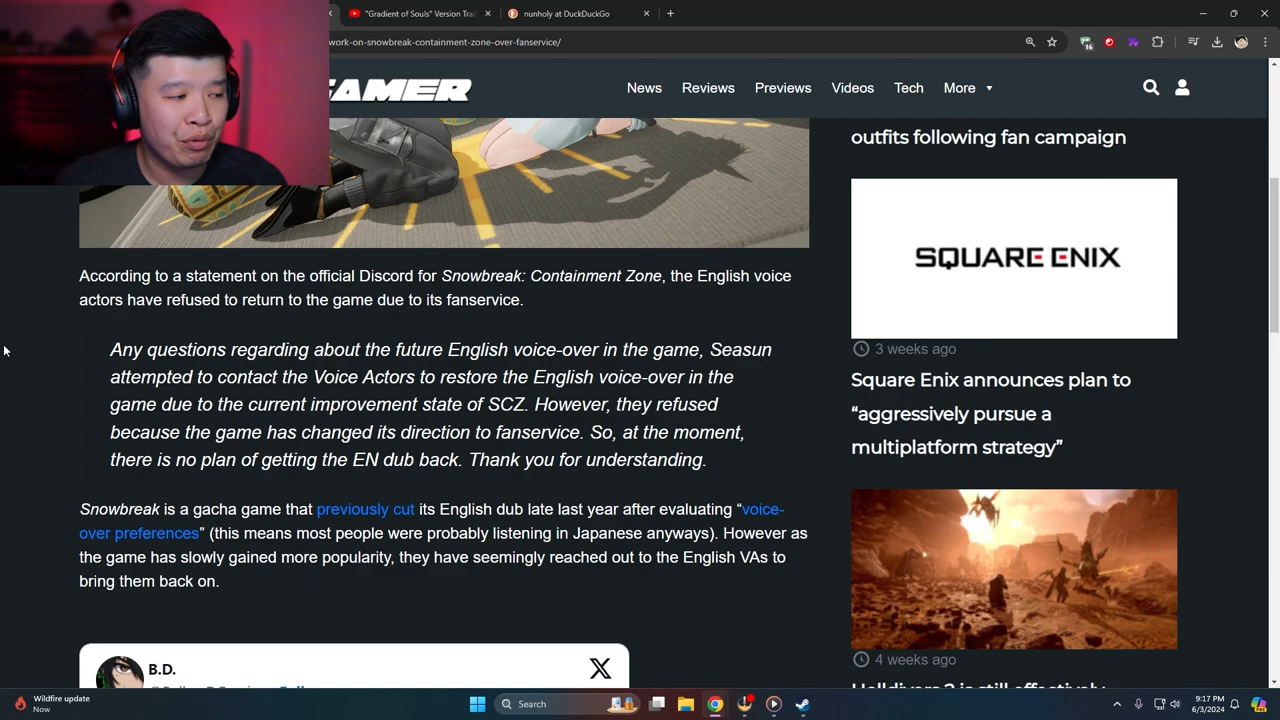 "Gradient of Souls" Version Trai
nunholy at DuckDuckGo
work-on-snowbreak-containment-zone-over-fanservice/
16
GAMER
News
Reviews
Previews
Videos
Tech
More
outfits following fan campaign
SQUARE ENIX
3 weeks ago
Square Enix announces plan to
“aggressively pursue a
multiplatform strategy”
4 weeks ago
According to a statement on the official Discord for Snowbreak: Containment Zone, the English voice
actors have refused to return to the game due to its fanservice.
Any questions regarding about the future English voice-over in the game, Seasun
attempted to contact the Voice Actors to restore the English voice-over in the
game due to the current improvement state of SCZ. However, they refused
because the game has changed its direction to fanservice. So, at the moment,
there is no plan of getting the EN dub back. Thank you for understanding.
Snowbreak is a gacha game that previously cut its English dub late last year after evaluating “voice-
over preferences” (this means most people were probably listening in Japanese anyways). However as
the game has slowly gained more popularity, they have seemingly reached out to the English VAs to
bring them back on.
B.D.
Wildfire update
Now
Search
9:17 PM
6/3/2024